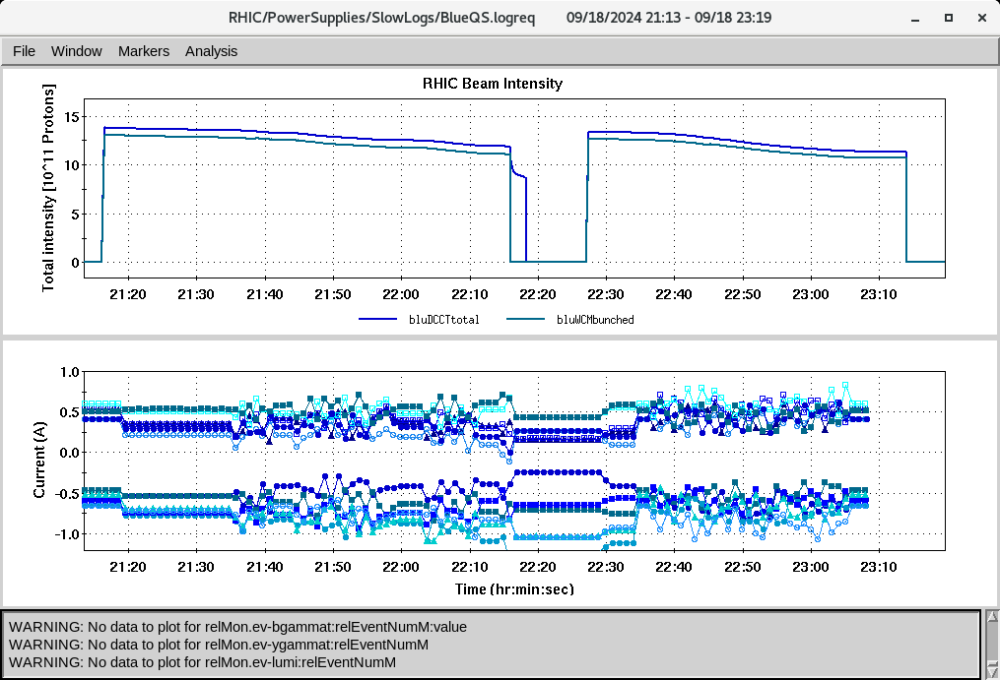 RHIC/PowerSupplies/SlowLogs/BlueQS.logreq 09/18/2024 21:13 - 09/18 23:19
File Window Markers Analysis
RHIC Beam Intensity
Total intensity [10^11 Protons]
15
10
5
0
21:20 21:30 21:40 21:50 22:00 22:10 22:20 22:30 22:40 22:50 23:00 23:10
bluDCCTtotal bluWCMbunched
Current (A)
1.0
0.5
0.0
-0.5
-1.0
21:20 21:30 21:40 21:50 22:00 22:10 22:20 22:30 22:40 22:50 23:00 23:10
Time (hr:min:sec)
WARNING: No data to plot for relMon.ev-bgammat:relEventNumM:value
WARNING: No data to plot for relMon.ev-ygammat:relEventNumM
WARNING: No data to plot for relMon.ev-lumi:relEventNumM